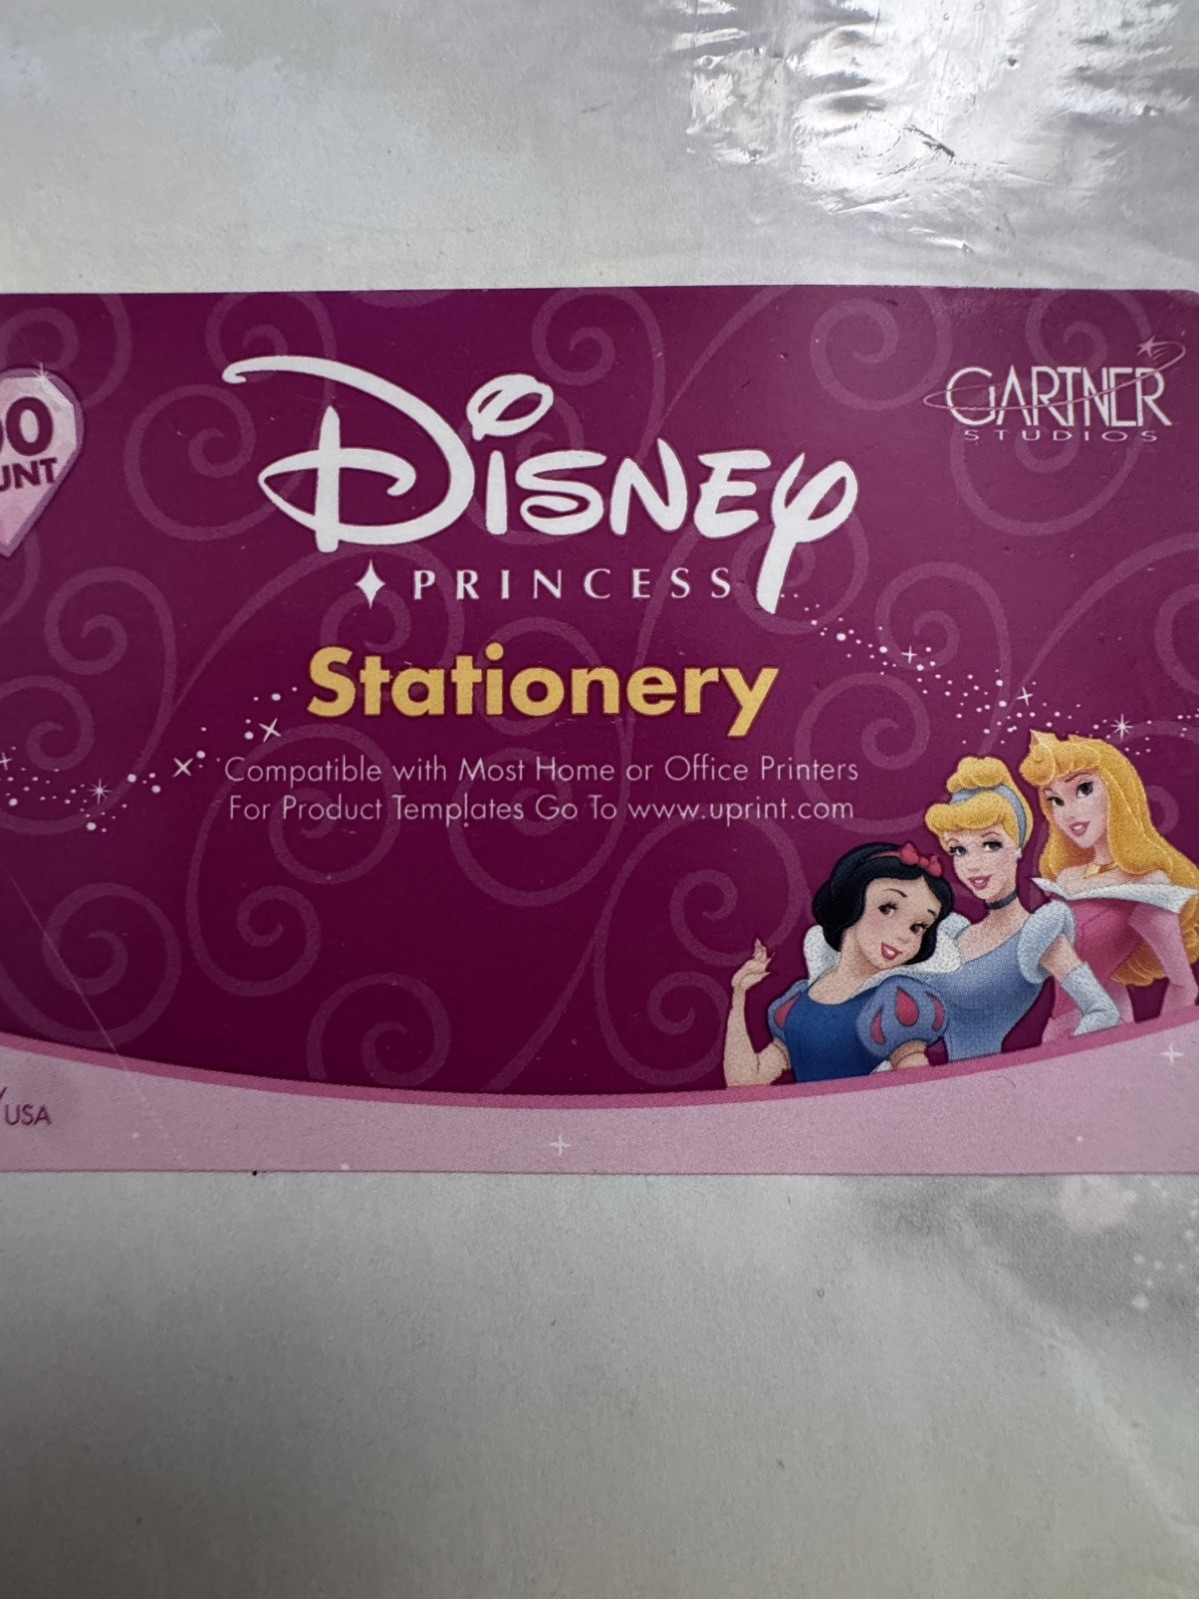 GARTNER
STUDIOS
DISNEY
PRINCESS
Stationery
Compatible with Most Home or Office Printers
For Product Templates Go To www.uprint.com
USA